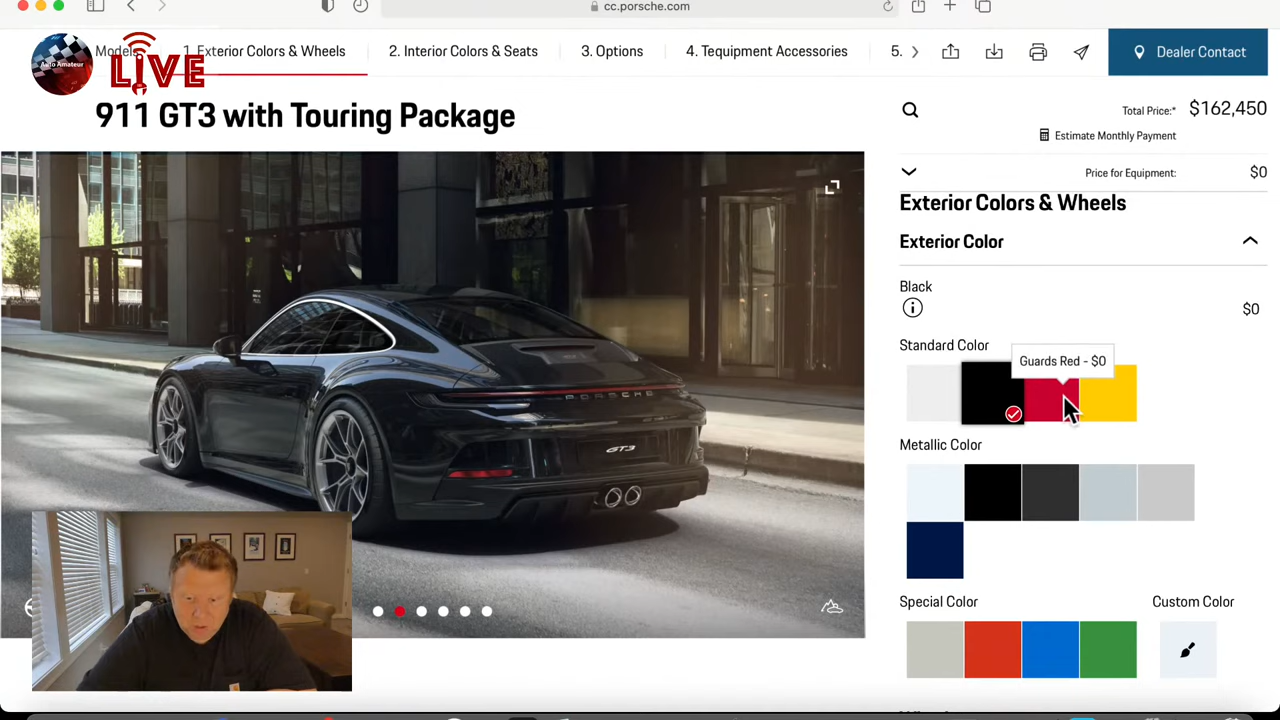 cc.porsche.com
Auto Amateur
LIVE
Models
1. Exterior Colors & Wheels
2. Interior Colors & Seats
3. Options
4. Tequipment Accessories
5.
Dealer Contact
911 GT3 with Touring Package
Total Price:* $162,450
Estimate Monthly Payment
Price for Equipment: $0
Exterior Colors & Wheels
Exterior Color
Black
$0
Standard Color
Guards Red - $0
Metallic Color
Special Color
Custom Color
PORSCHE
GT3